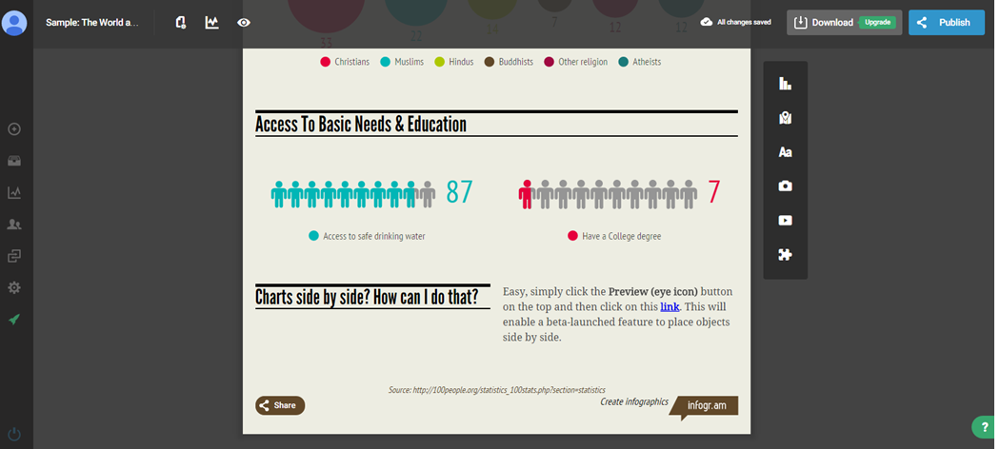 Sample: The World a...
All changes saved
Download
Upgrade
Publish
33
22
14
7
12
12
Christians
Muslims
Hindus
Buddhists
Other religion
Atheists
Access To Basic Needs & Education
87
7
Access to safe drinking water
Have a College degree
Charts side by side? How can I do that?
Easy, simply click the Preview (eye icon) button
on the top and then click on this link. This will
enable a beta-launched feature to place objects
side by side.
Aa
Source: http://100people.org/statistics_100stats.php?section=statistics
Share
Create infographics
infogr.am
?